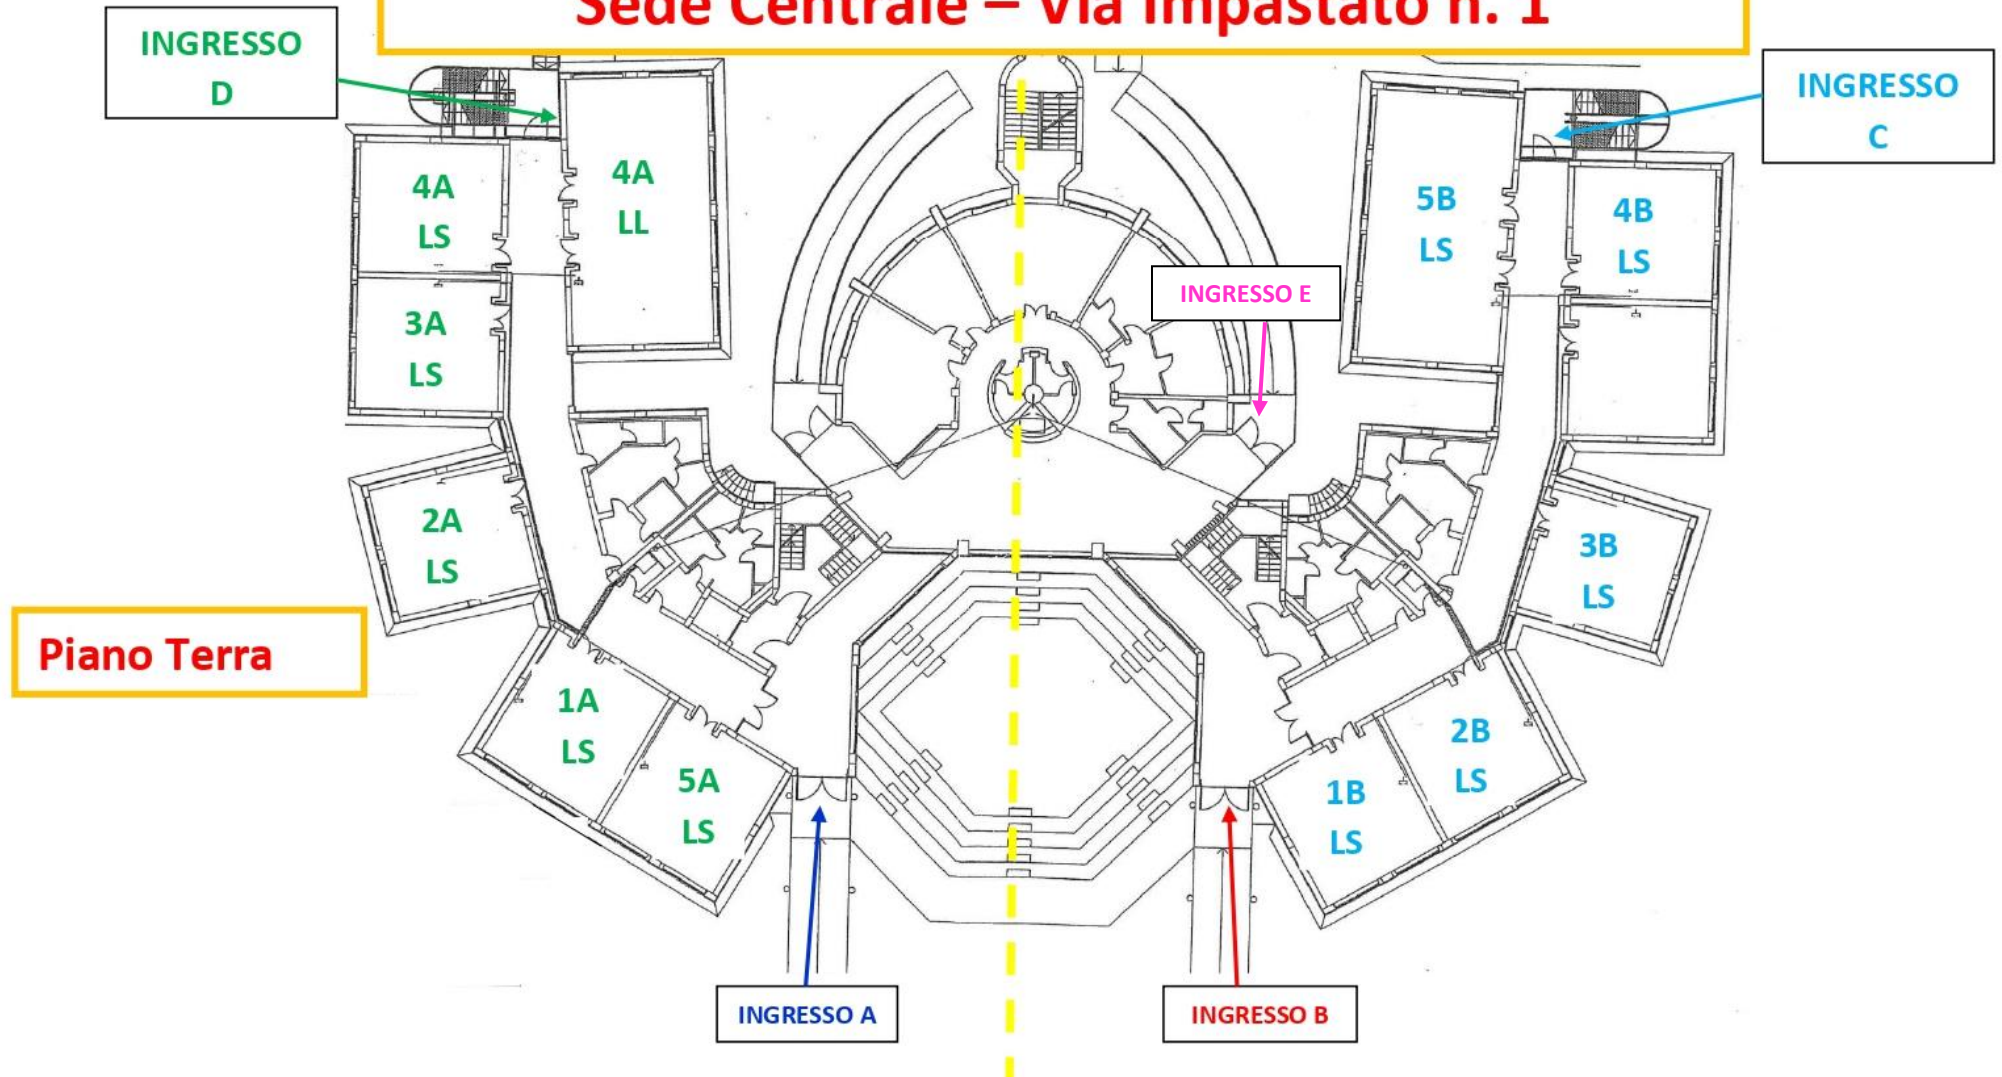 Sede Centrale – Via Impastato n. 1
INGRESSO
D
INGRESSO
C
4A
LS
4A
LL
5B
LS
4B
LS
INGRESSO E
3A
LS
2A
LS
3B
LS
Piano Terra
1A
LS
5A
LS
2B
LS
1B
LS
INGRESSO A
INGRESSO B